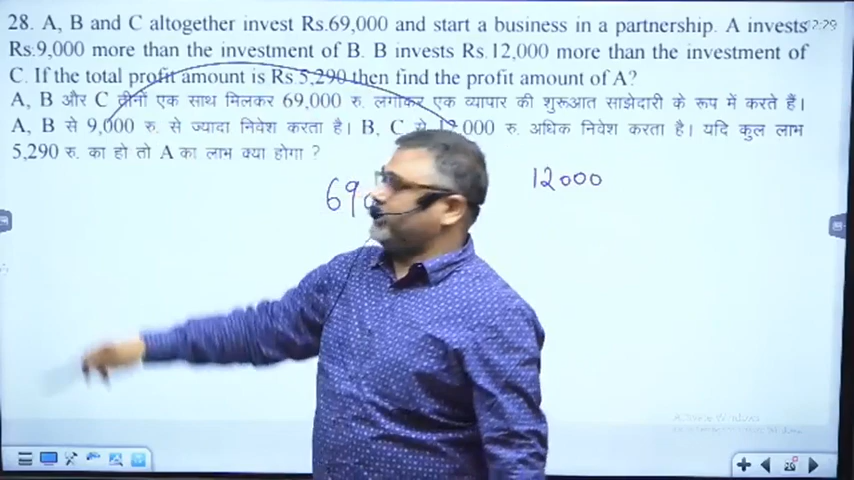 28. A, B and C altogether invest Rs.69,000 and start a business in a partnership. A invests
Rs.9,000 more than the investment of B. B invests Rs.12,000 more than the investment of
C. If the total profit amount is Rs 5,290 then find the profit amount of A?
A, B और C तीनों एक साथ मिलकर 69,000 रु. लगाकर एक व्यापार की शुरूआत साझेदारी के रूप में करते हैं।
A, B से 9,000 रु. से ज्यादा निवेश करता है। B, C से 000 रु. अधिक निवेश करता है। यदि कुल लाभ
5,290 रु. का हो तो A का लाभ क्या होगा ?
12:29
69
12000
29